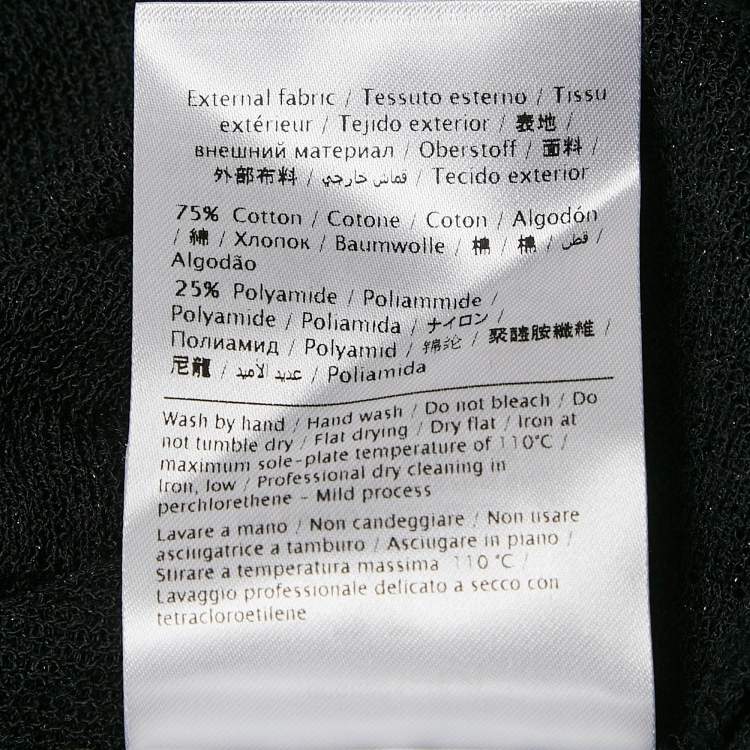 External fabric / Tessuto esterno / Tissu
extérieur / Tejido exterior / 表地 /
внешний материал / Oberstoff / 面料 /
外部布料 / قماش خارجي / Tecido exterior
75% Cotton / Cotone / Coton / Algodón
/ 綿 / Хлопок / Baumwolle / 棉 / 棉 / قطن /
Algodão
25% Polyamide / Poliammide /
Polyamide / Poliamida / ナイロン /
Полиамид / Polyamid / 锦纶 / 聚醯胺纖維 /
尼龍 / عديد الأميد / Poliamida
Wash by hand / Hand wash / Do not bleach / Do
not tumble dry / Flat drying / Dry flat / Iron at
maximum sole-plate temperature of 110°C /
Iron, low / Professional dry cleaning in
perchlorethene - Mild process
Lavare a mano / Non candeggiare / Non usare
asciugatrice a tamburo / Asciugare in piano /
Stirare a temperatura massima 110 °C /
Lavaggio professionale delicato a secco con
tetracloroetilene